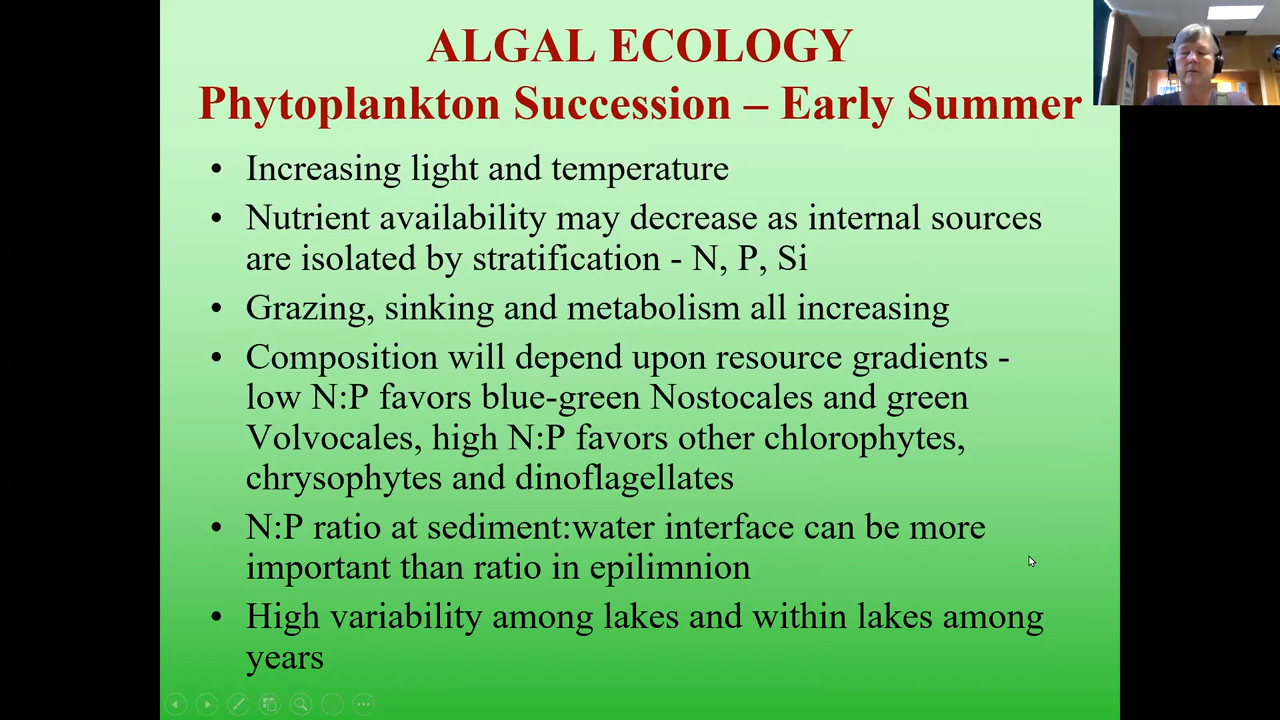 ALGAL ECOLOGY
Phytoplankton Succession – Early Summer
• Increasing light and temperature
• Nutrient availability may decrease as internal sources
are isolated by stratification - N, P, Si
• Grazing, sinking and metabolism all increasing
• Composition will depend upon resource gradients -
low N:P favors blue-green Nostocales and green
Volvocales, high N:P favors other chlorophytes,
chrysophytes and dinoflagellates
• N:P ratio at sediment:water interface can be more
important than ratio in epilimnion
• High variability among lakes and within lakes among
years